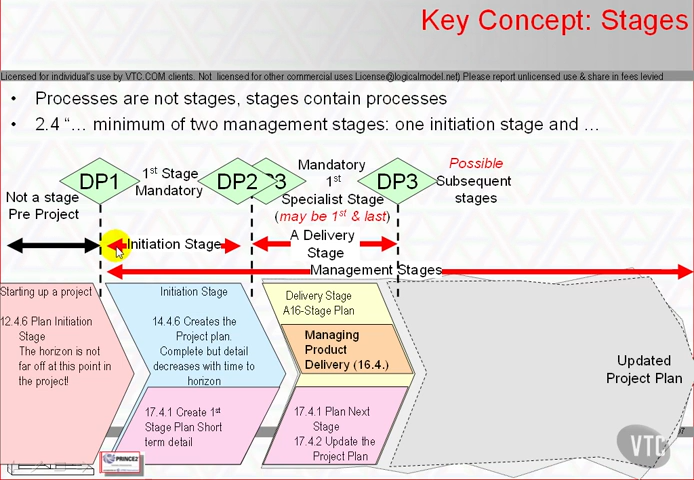 Key Concept: Stages
Licensed for individual's use by VTC.COM clients. Not licensed for other commercial uses License@logicalmodel.net) Please report unlicensed use & share in fees levied
• Processes are not stages, stages contain processes
• 2.4 “… minimum of two management stages: one initiation stage and …
Not a stage
Pre Project
DP1
1st Stage
Mandatory
DP2
P3
Mandatory
1st
Specialist Stage
(may be 1st & last)
DP3
Possible
Subsequent
stages
Initiation Stage
A Delivery
Stage
Management Stages
Starting up a project
12.4.6 Plan Initiation
Stage
The horizon is not
far off at this point in
the project!
Initiation Stage
14.4.6 Creates the
Project plan.
Complete but detail
decreases with time to
horizon
17.4.1 Create 1st
Stage Plan Short
term detail
Delivery Stage
A16-Stage Plan
Managing
Product
Delivery (16.4.)
17.4.1 Plan Next
Stage
17.4.2 Update the
Project Plan
Updated
Project Plan
PRINCE2
VTC